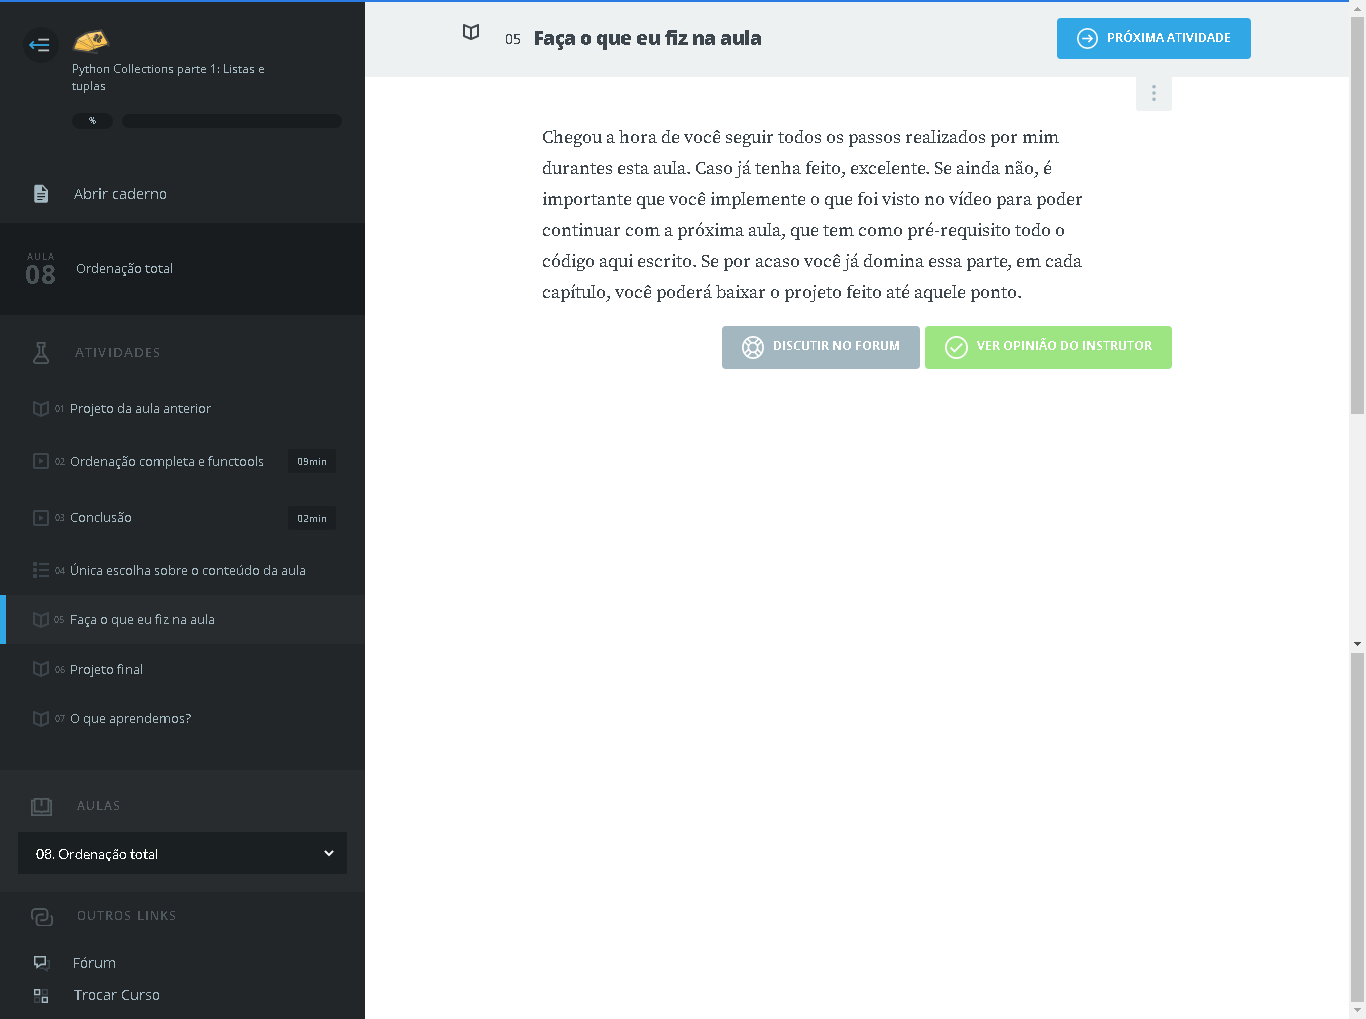 Python Collections parte 1: Listas e
tuplas
%
Abrir caderno
AULA
08
Ordenação total
ATIVIDADES
01 Projeto da aula anterior
02 Ordenação completa e functools 09min
03 Conclusão 02min
04 Única escolha sobre o conteúdo da aula
05 Faça o que eu fiz na aula
06 Projeto final
07 O que aprendemos?
AULAS
08. Ordenação total
OUTROS LINKS
Fórum
Trocar Curso
05 Faça o que eu fiz na aula
PRÓXIMA ATIVIDADE
Chegou a hora de você seguir todos os passos realizados por mim
durantes esta aula. Caso já tenha feito, excelente. Se ainda não, é
importante que você implemente o que foi visto no vídeo para poder
continuar com a próxima aula, que tem como pré-requisito todo o
código aqui escrito. Se por acaso você já domina essa parte, em cada
capítulo, você poderá baixar o projeto feito até aquele ponto.
DISCUTIR NO FORUM
VER OPINIÃO DO INSTRUTOR